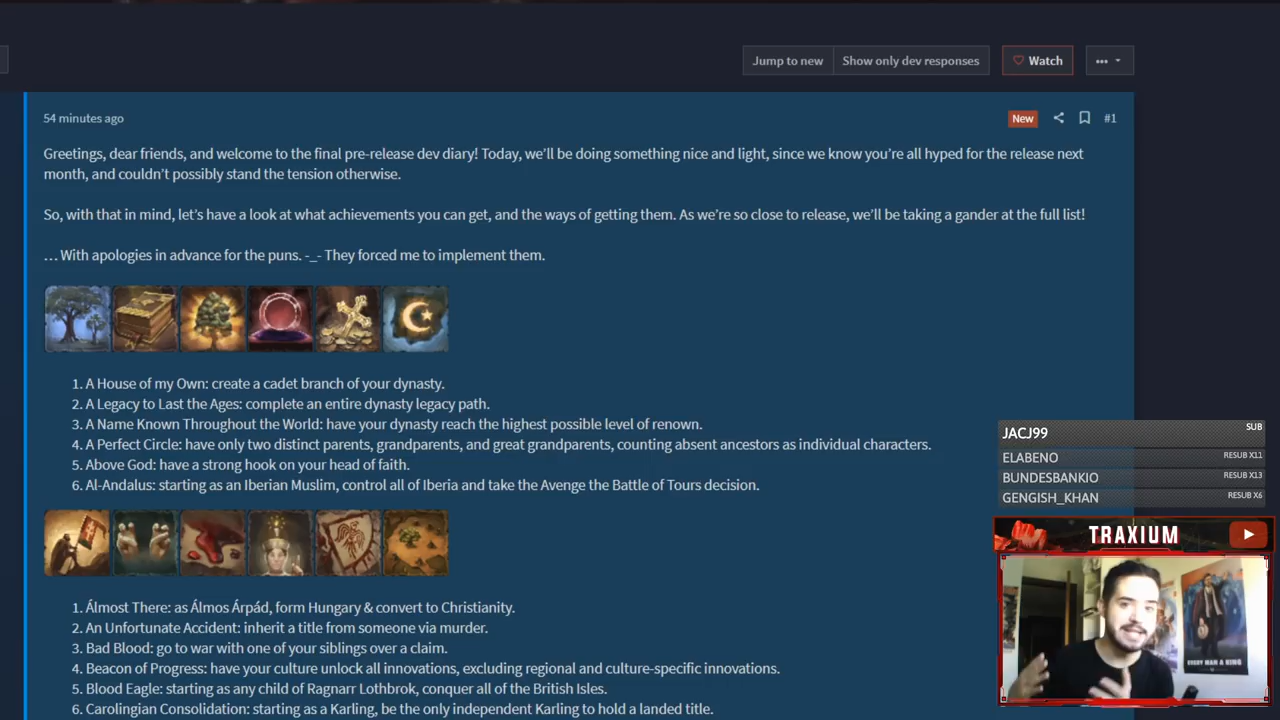 Jump to new
Show only dev responses
Watch
54 minutes ago
New
#1
Greetings, dear friends, and welcome to the final pre-release dev diary! Today, we'll be doing something nice and light, since we know you're all hyped for the release next
month, and couldn't possibly stand the tension otherwise.
So, with that in mind, let's have a look at what achievements you can get, and the ways of getting them. As we're so close to release, we'll be taking a gander at the full list!
… With apologies in advance for the puns. -_- They forced me to implement them.
1. A House of my Own: create a cadet branch of your dynasty.
2. A Legacy to Last the Ages: complete an entire dynasty legacy path.
3. A Name Known Throughout the World: have your dynasty reach the highest possible level of renown.
4. A Perfect Circle: have only two distinct parents, grandparents, and great grandparents, counting absent ancestors as individual characters.
5. Above God: have a strong hook on your head of faith.
6. Al-Andalus: starting as an Iberian Muslim, control all of Iberia and take the Avenge the Battle of Tours decision.
1. Álmost There: as Álmos Árpád, form Hungary & convert to Christianity.
2. An Unfortunate Accident: inherit a title from someone via murder.
3. Bad Blood: go to war with one of your siblings over a claim.
4. Beacon of Progress: have your culture unlock all innovations, excluding regional and culture-specific innovations.
5. Blood Eagle: starting as any child of Ragnarr Lothbrok, conquer all of the British Isles.
6. Carolingian Consolidation: starting as a Karling, be the only independent Karling to hold a landed title.
JACJ99 SUB
ELABENO RESUB X11
BUNDESBANKIO RESUB X13
GENGISH_KHAN RESUB X6
TRAXIUM
EVERY MAN A KING